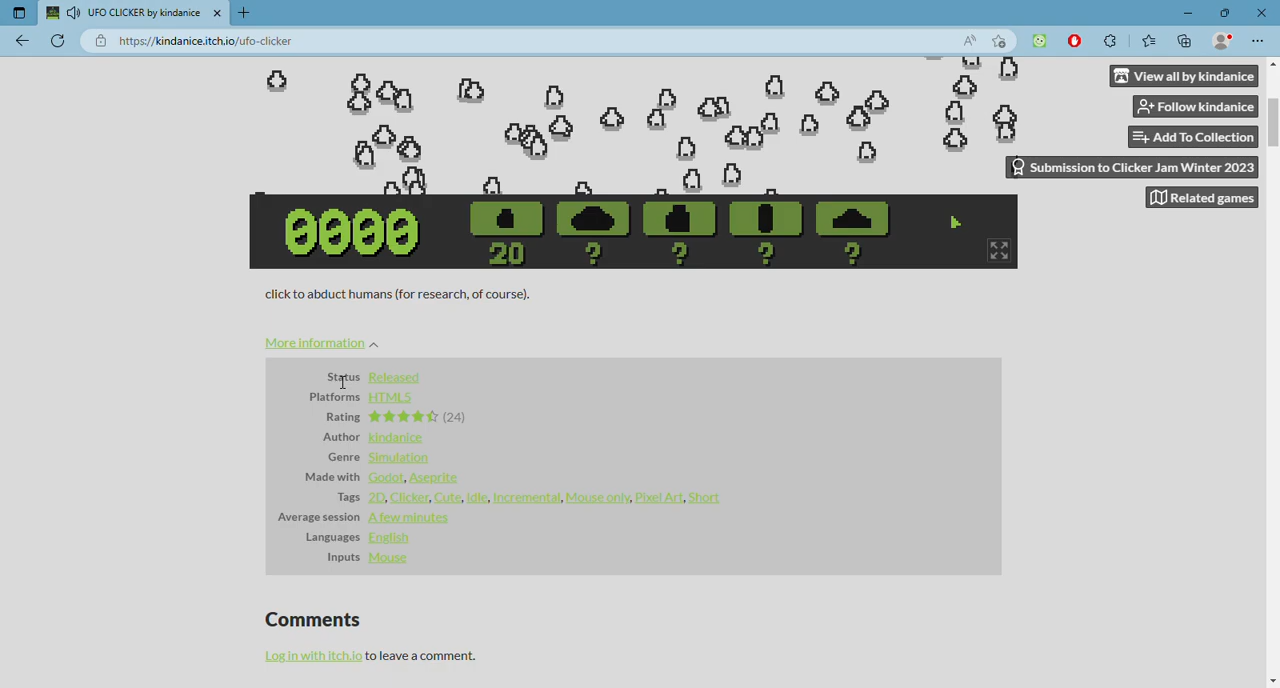 UFO CLICKER by kindanice
https://kindanice.itch.io/ufo-clicker
View all by kindanice
Follow kindanice
Add To Collection
Submission to Clicker Jam Winter 2023
Related games
0000
20 ? ? ? ?
click to abduct humans (for research, of course).
More information
Status Released
Platforms HTML5
Rating (24)
Author kindanice
Genre Simulation
Made with Godot, Aseprite
Tags 2D, Clicker, Cute, Idle, Incremental, Mouse only, Pixel Art, Short
Average session A few minutes
Languages English
Inputs Mouse
Comments
Log in with itch.io to leave a comment.